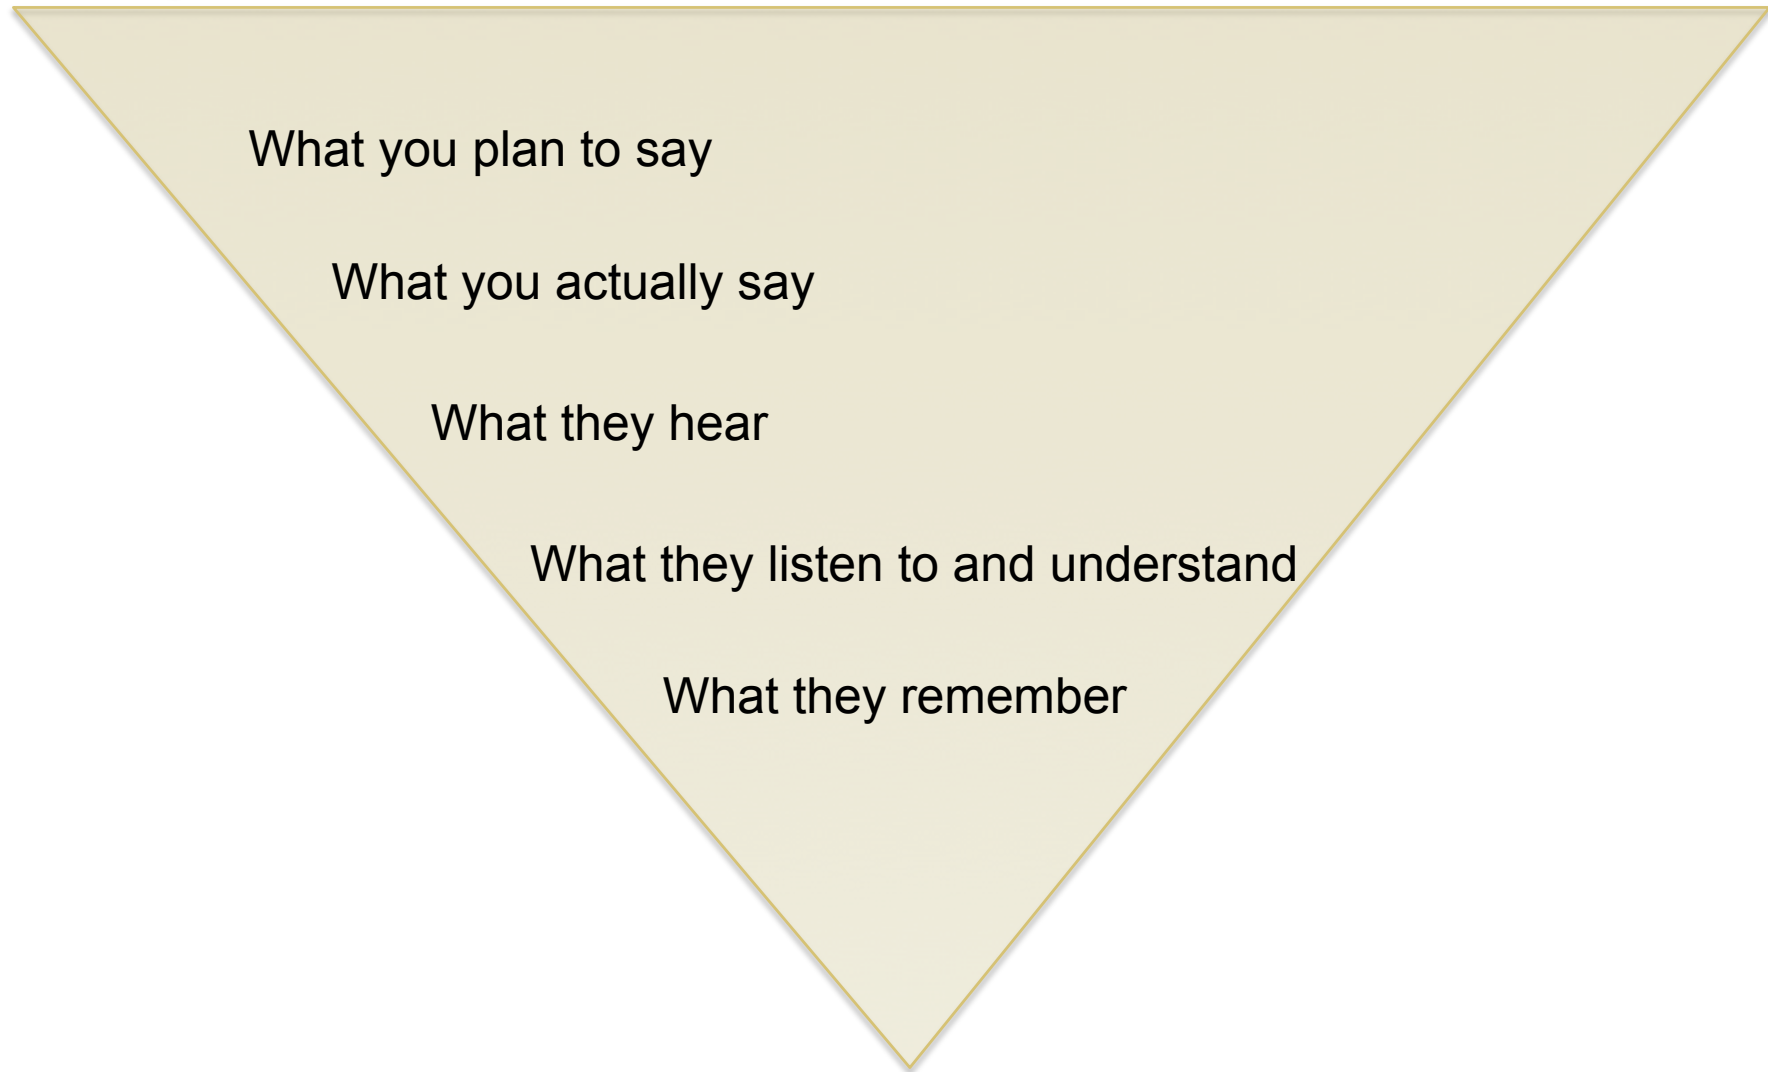 What you plan to say
What you actually say
What they hear
What they listen to and understand
What they remember